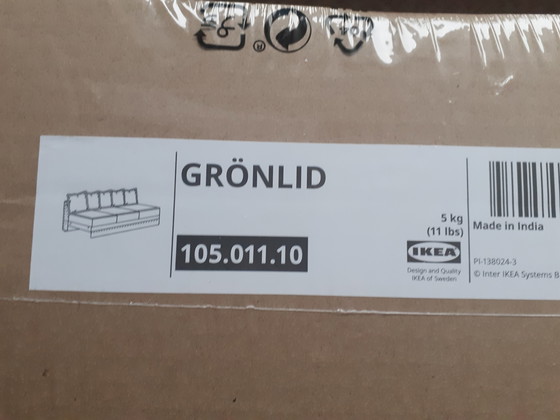 GRÖNLID
105.011.10
5 kg
(11 lbs)
IKEA
®
Design and Quality
IKEA of Sweden
Made in India
PI-138024-3
© Inter IKEA Systems B